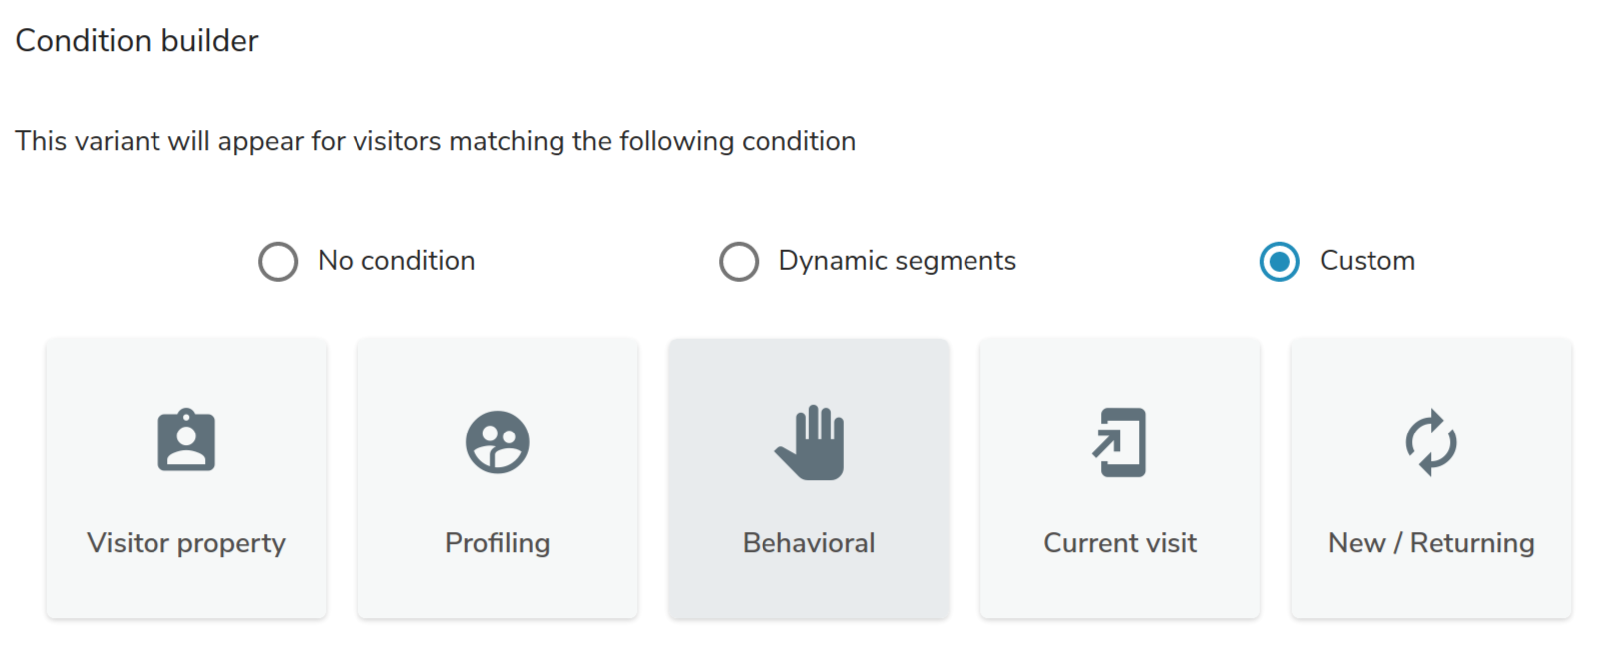 Condition builder
This variant will appear for visitors matching the following condition
No condition
Dynamic segments
Custom
Visitor property
Profiling
Behavioral
Current visit
New / Returning